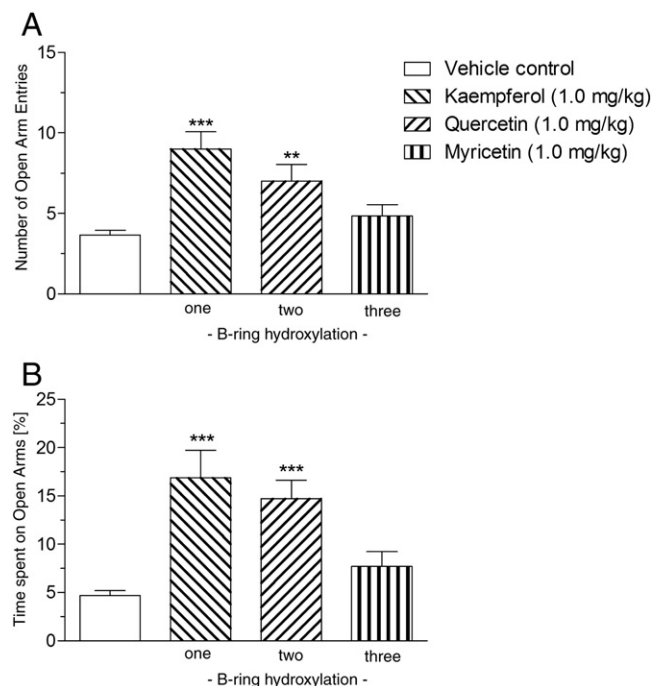 A
Number of Open Arm Entries
15
10
5
0
***
**
one
two
three
- B-ring hydroxylation -
Vehicle control
Kaempferol (1.0 mg/kg)
Quercetin (1.0 mg/kg)
Myricetin (1.0 mg/kg)
B
Time spent on Open Arms [%]
25
20
15
10
5
0
***
***
one
two
three
- B-ring hydroxylation -